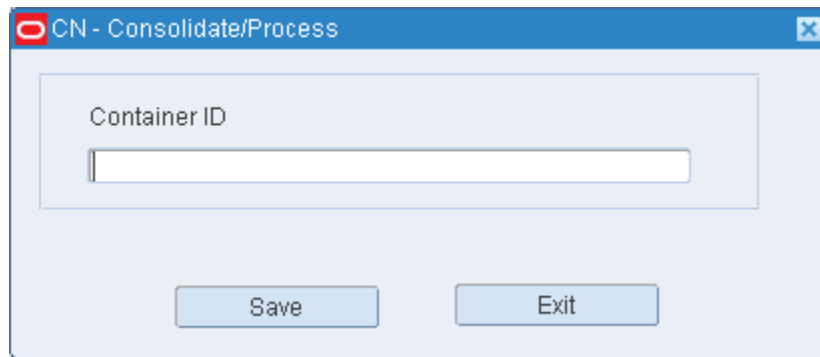 CN - Consolidate/Process
Container ID
Save
Exit